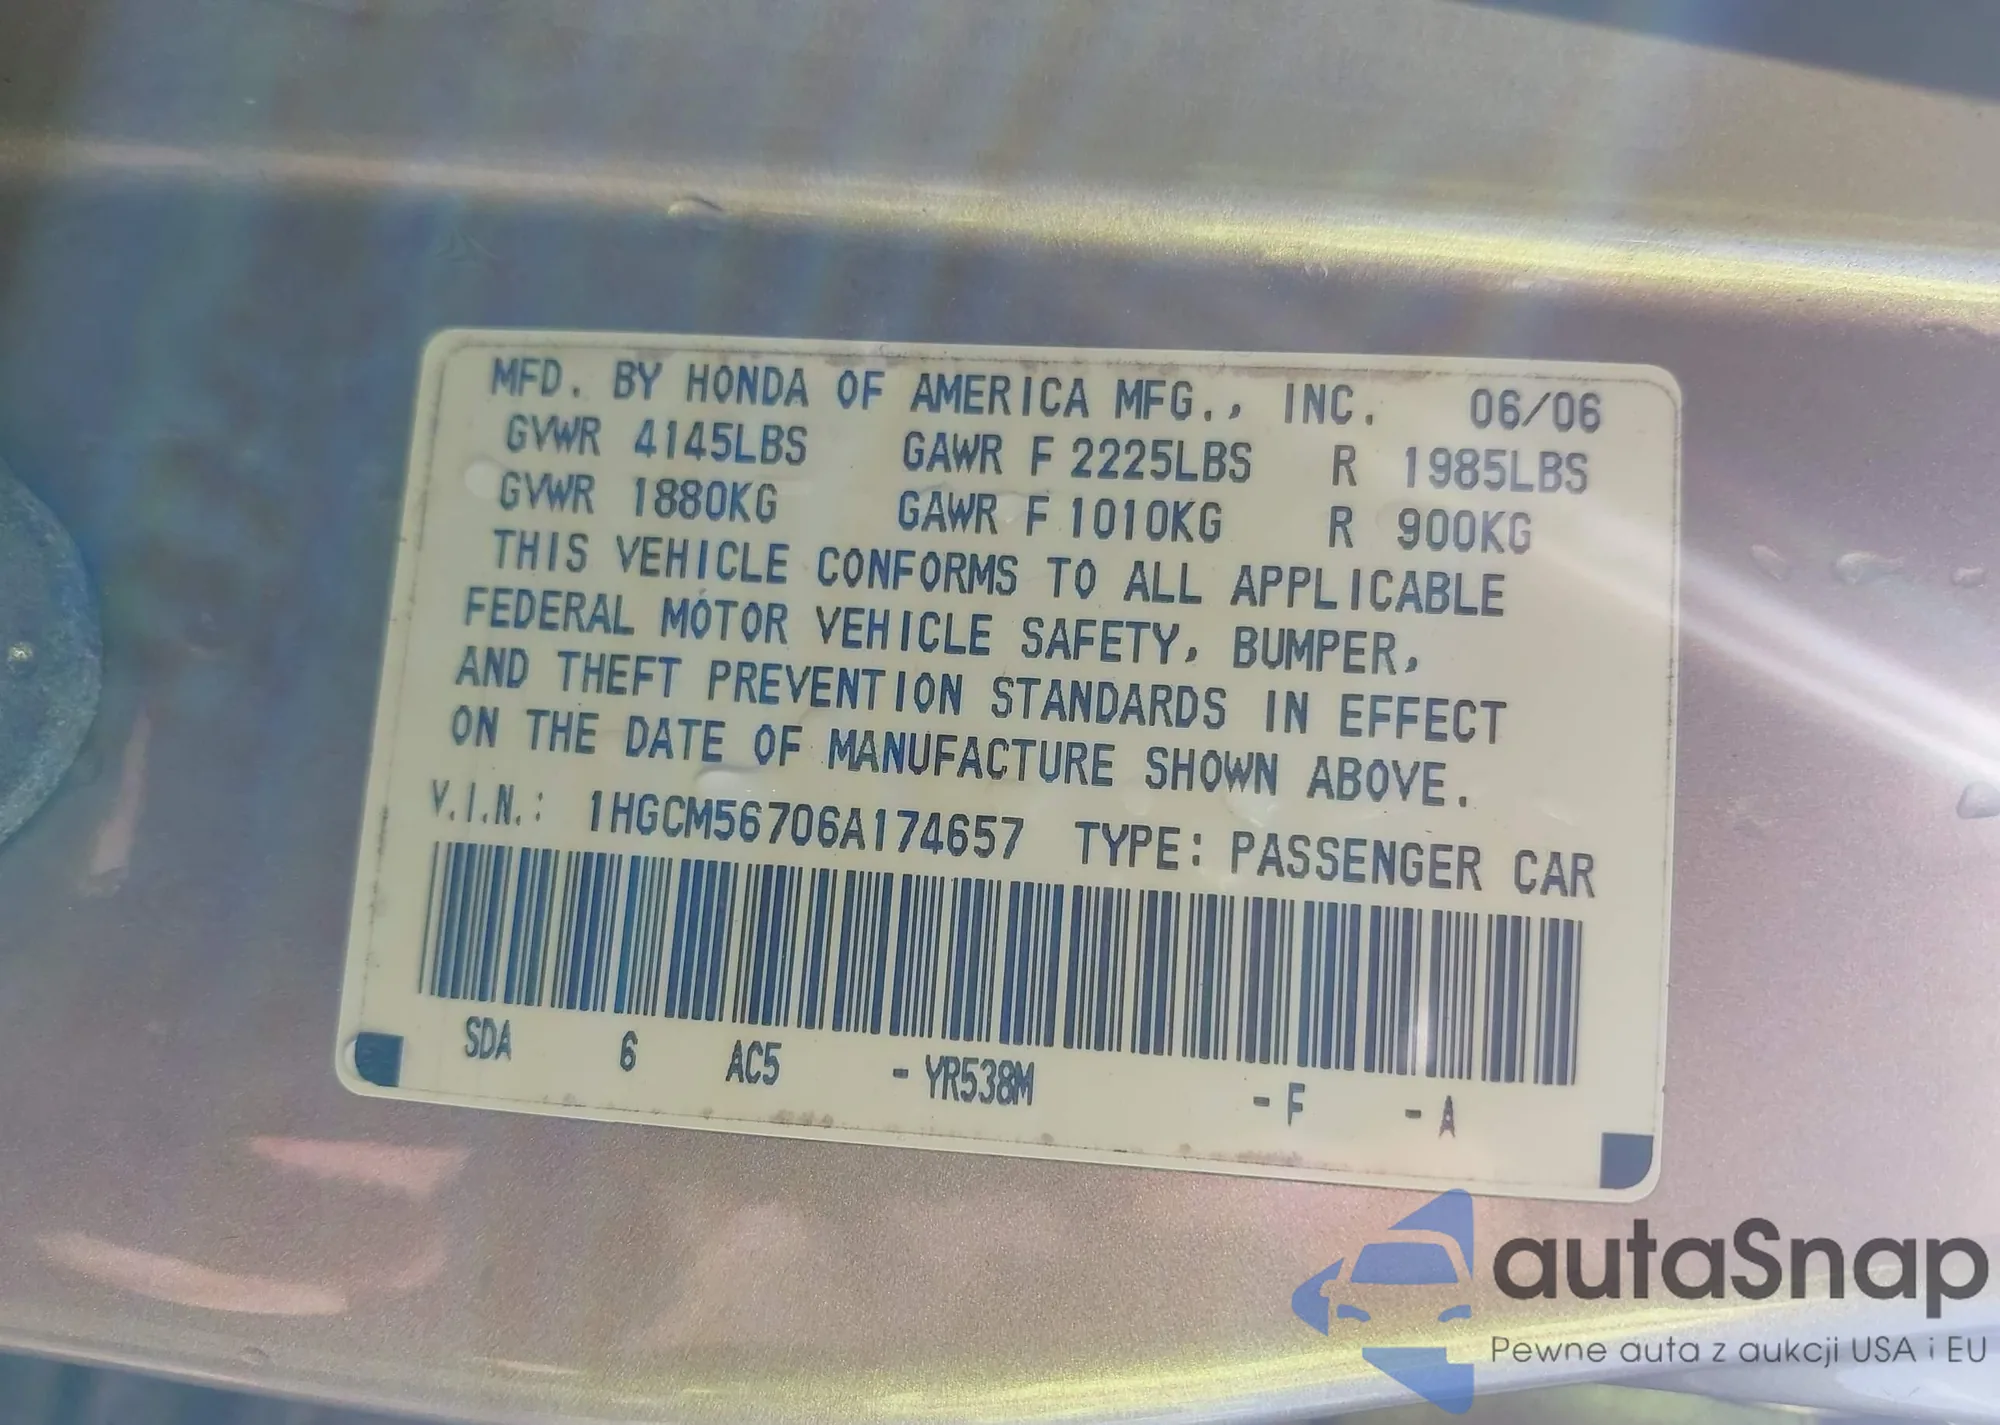 MFD. BY HONDA OF AMERICA MFG., INC. 06/06
GVWR 4145LBS GAWR F 2225LBS R 1985LBS
GVWR 1880KG GAWR F 1010KG R 900KG
THIS VEHICLE CONFORMS TO ALL APPLICABLE
FEDERAL MOTOR VEHICLE SAFETY, BUMPER,
AND THEFT PREVENTION STANDARDS IN EFFECT
ON THE DATE OF MANUFACTURE SHOWN ABOVE.
V.I.N.: 1HGCM56706A174657 TYPE: PASSENGER CAR
SDA 6 AC5 - YR538M - F - A
autaSnap
Pewne auta z aukcji USA i EU